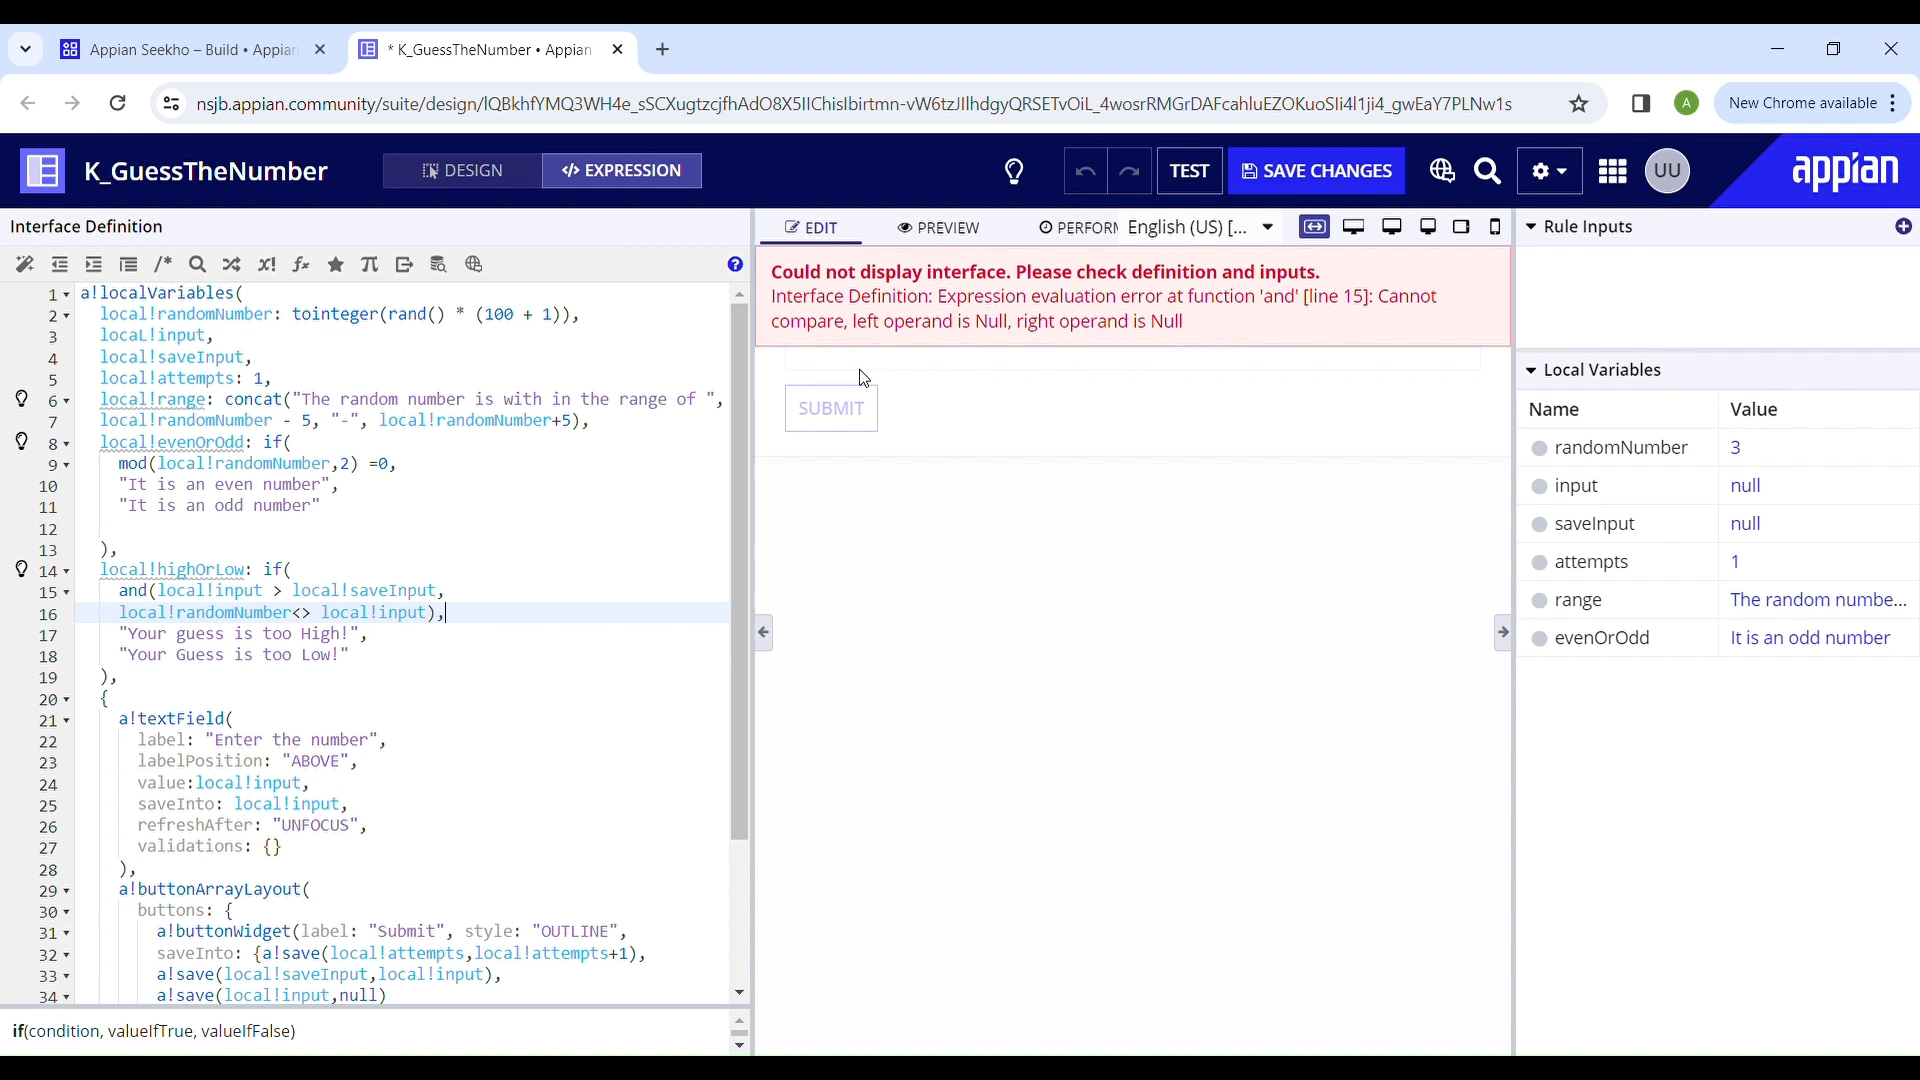 Appian Seekho – Build • Appian
* K_GuessTheNumber • Appian
New Chrome available
A
K_GuessTheNumber
DESIGN
</> EXPRESSION
TEST
SAVE CHANGES
UU
appian
Interface Definition
EDIT
PREVIEW
PERFORM
English (US) [...
Rule Inputs
Could not display interface. Please check definition and inputs.
Interface Definition: Expression evaluation error at function 'and' [line 15]: Cannot
compare, left operand is Null, right operand is Null
SUBMIT
1 a!localVariables(
2 local!randomNumber: tointeger(rand() * (100 + 1)),
3 locaL!input,
4 local!saveInput,
5 local!attempts: 1,
6 local!range: concat("The random number is with in the range of ",
7 local!randomNumber - 5, "-", local!randomNumber+5),
8 local!evenOrOdd: if(
9 mod(local!randomNumber,2) =0,
10 "It is an even number",
11 "It is an odd number"
12
13 ),
14 local!highOrLow: if(
15 and(local!input > local!saveInput,
16 local!randomNumber<> local!input),
17 "Your guess is too High!",
18 "Your Guess is too Low!"
19 ),
20 {
21 a!textField(
22 label: "Enter the number",
23 labelPosition: "ABOVE",
24 value:local!input,
25 saveInto: local!input,
26 refreshAfter: "UNFOCUS",
27 validations: {}
28 ),
29 a!buttonArrayLayout(
30 buttons: {
31 a!buttonWidget(label: "Submit", style: "OUTLINE",
32 saveInto: {a!save(local!attempts,local!attempts+1),
33 a!save(local!saveInput,local!input),
34 a!save(local!input,null)
if(condition, valueIfTrue, valueIfFalse)
Local Variables
Name Value
randomNumber 3
input null
saveInput null
attempts 1
range The random numbe...
evenOrOdd It is an odd number